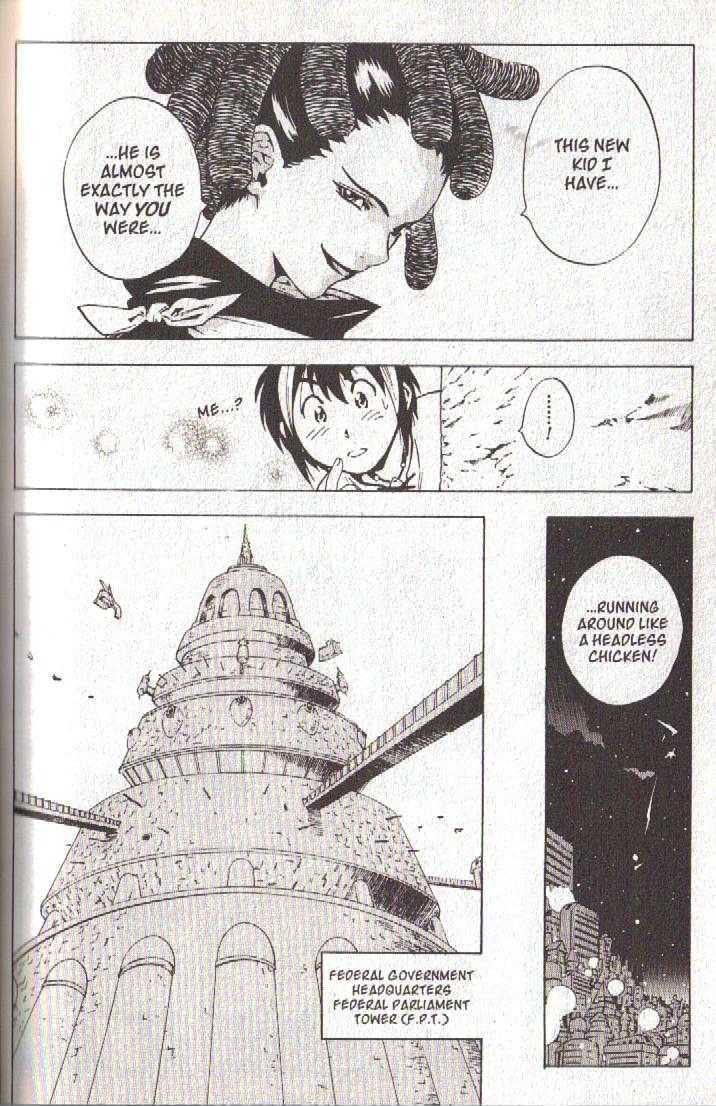 THIS NEW
KID I
HAVE...
...HE IS
ALMOST
EXACTLY THE
WAY YOU
WERE...
.........
ME...?
...RUNNING
AROUND LIKE
A HEADLESS
CHICKEN!
FEDERAL GOVERNMENT
HEADQUARTERS
FEDERAL PARLIAMENT
TOWER (F.P.T.)